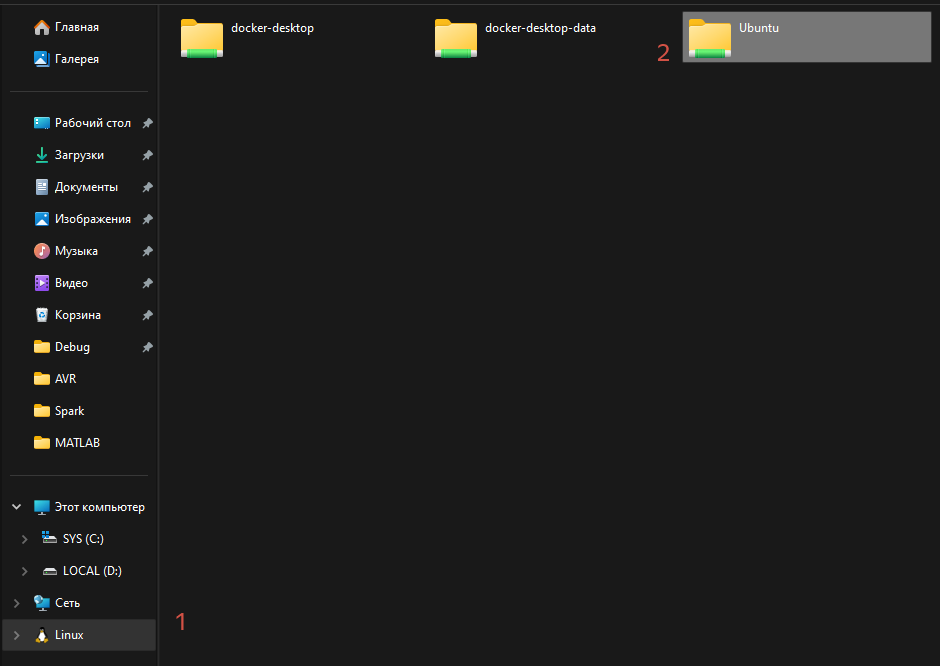 Главная
Галерея
Рабочий стол
Загрузки
Документы
Изображения
Музыка
Видео
Корзина
Debug
AVR
Spark
MATLAB
Этот компьютер
SYS (C:)
LOCAL (D:)
Сеть
Linux
1
docker-desktop
docker-desktop-data
2
Ubuntu